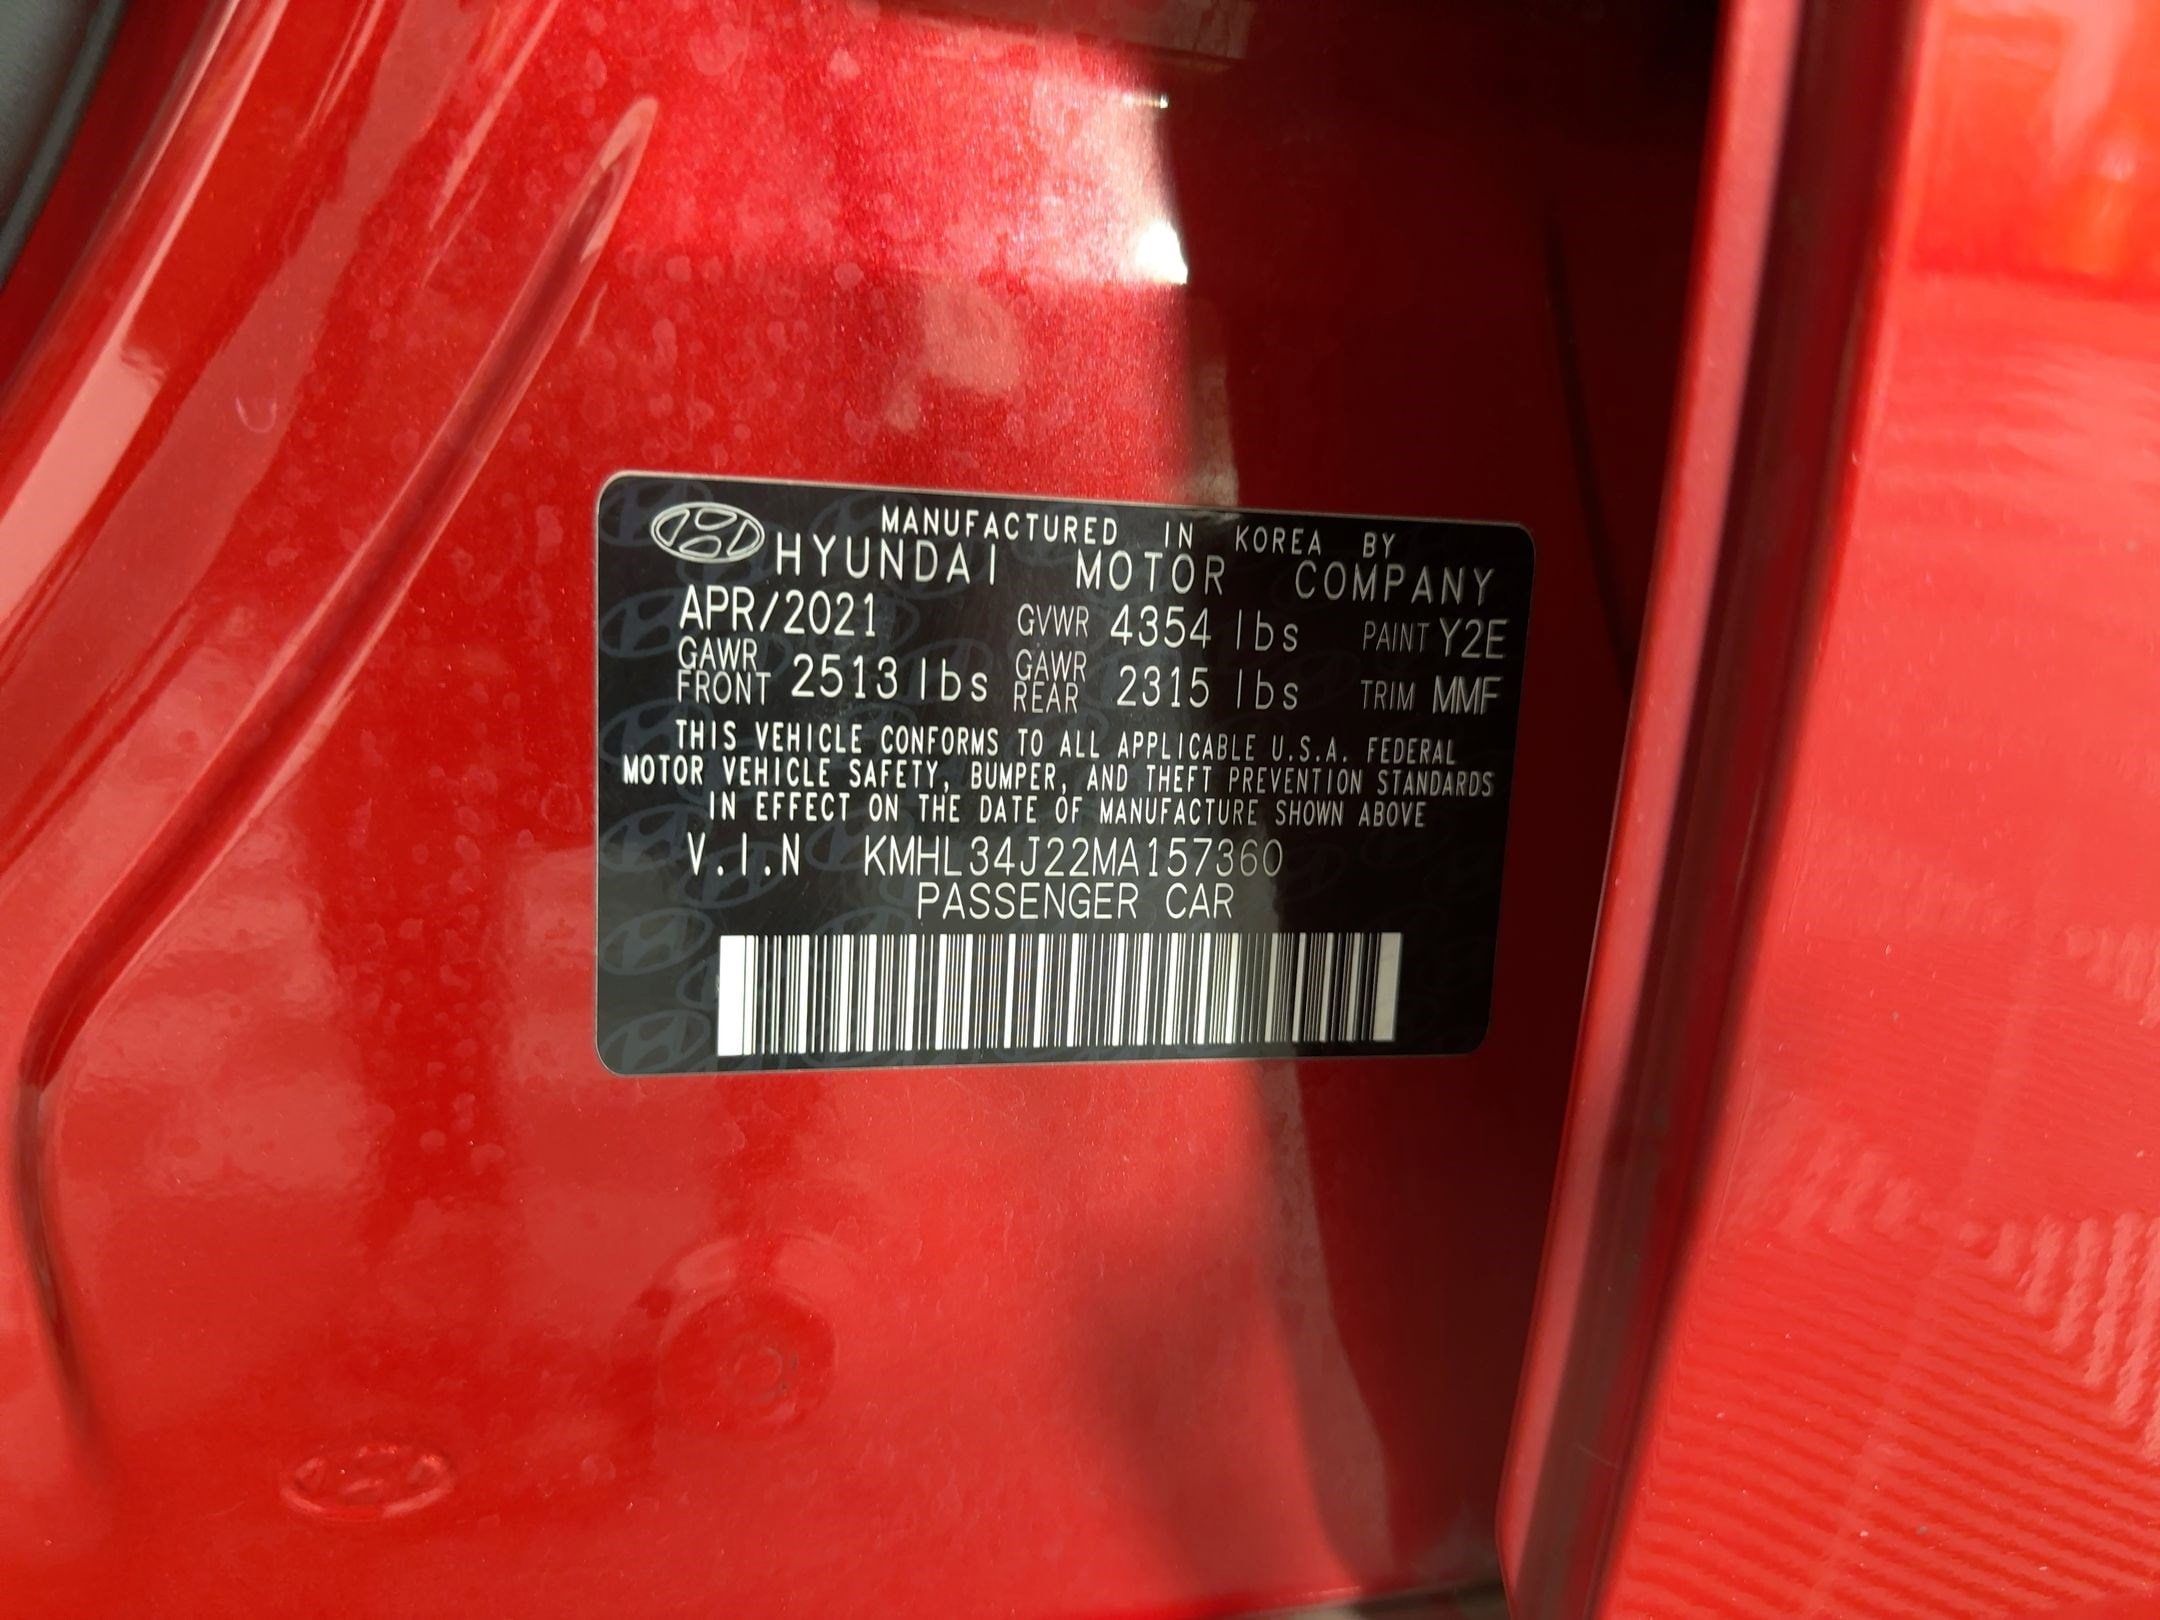 MANUFACTURED IN KOREA BY
HYUNDAI MOTOR COMPANY
APR/2021 GVWR 4354 lbs PAINT Y2E
GAWR FRONT 2513 lbs GAWR REAR 2315 lbs TRIM MMF
THIS VEHICLE CONFORMS TO ALL APPLICABLE U.S.A. FEDERAL
MOTOR VEHICLE SAFETY, BUMPER, AND THEFT PREVENTION STANDARDS
IN EFFECT ON THE DATE OF MANUFACTURE SHOWN ABOVE
V.I.N KMHL34J22MA157360
PASSENGER CAR